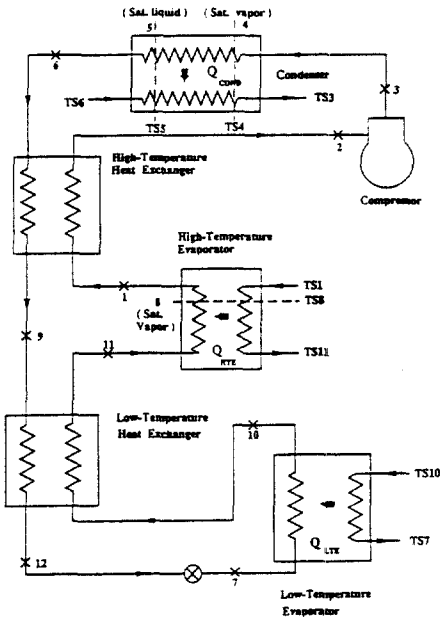 (Sat. liquid) (Sat. vapor)
5 4
6
Q COND
Condenser
3
TS6 TS3
TS5 TS4
2
High-Temperature
Heat Exchanger
Compressor
High-Temperature
Evaporator
1
TS1
8
TS8
(Sat.
Vapor)
9
11
Q HTE
TS11
Low-Temperature
Heat Exchanger
10
TS10
Q LTE
TS7
12
7
Low-Temperature
Evaporator